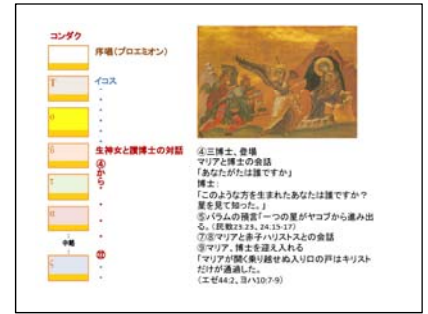 コンダク
序唱(プロエミオン)
イコス
生神女と博士の対話
④から
中略
④三博士、登場
マリアと博士の会話
「あなたがたは誰ですか」
博士:
「このような方を生まれたあなたは誰ですか?
星を見て知った。」
⑤バラムの預言「一つの星がヤコブから進み出
る。(民数23.23、24.15-17)
⑦⑧マリアと赤子ハリストスとの会話
⑨マリア、博士を迎え入れる
「マリアが開く乗り越せぬ入り口の戸はキリスト
だけが通過した。
(エゼ44:2、ヨハ10:7-9)